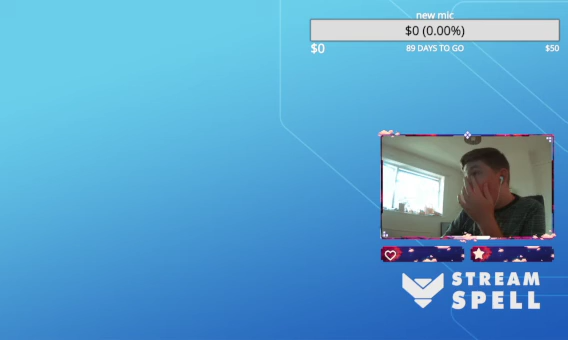 new mic
$0 (0.00%)
$0 89 DAYS TO GO $50
STREAM
SPELL